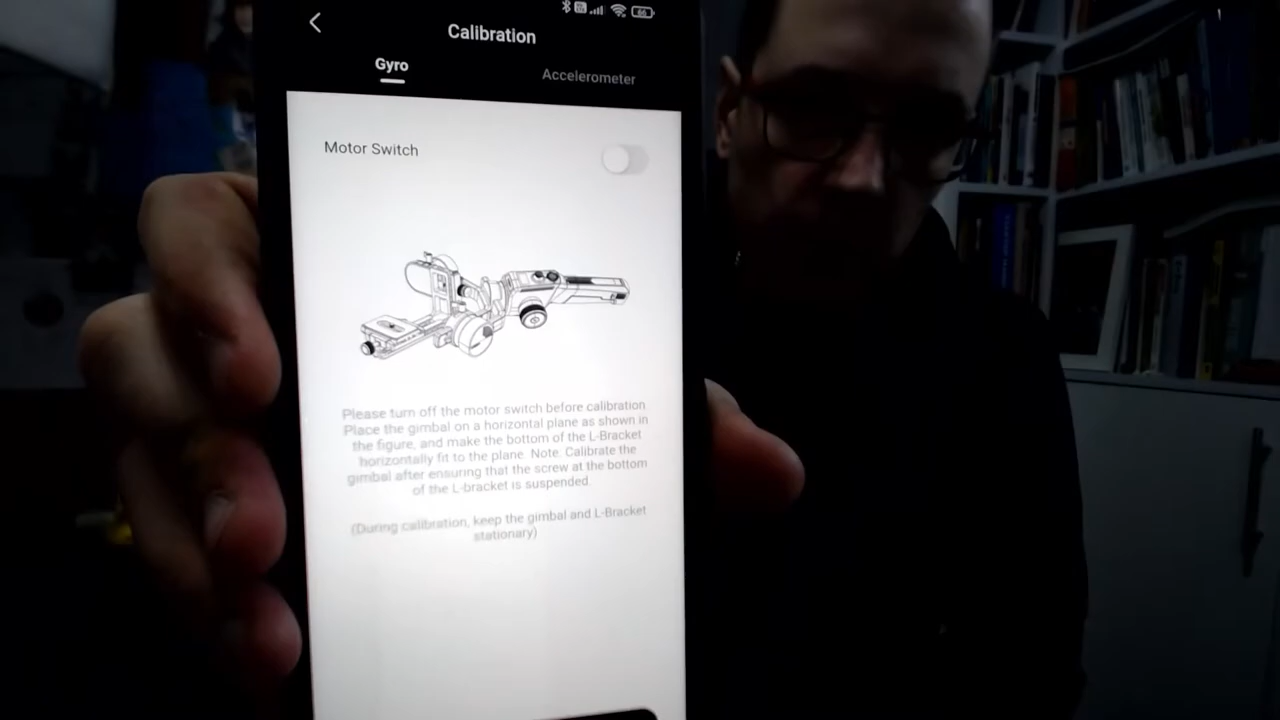 66
Calibration
Gyro
Accelerometer
Motor Switch
Please turn off the motor switch before calibration
Place the gimbal on a horizontal plane as shown in
the figure, and make the bottom of the L-Bracket
horizontally fit to the plane. Note: Calibrate the
gimbal after ensuring that the screw at the bottom
of the L-bracket is suspended.
(During calibration, keep the gimbal and L-Bracket
stationary)